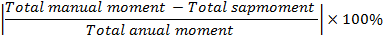 |Total manual moment − Total sapmoment / Total anual moment| × 100%